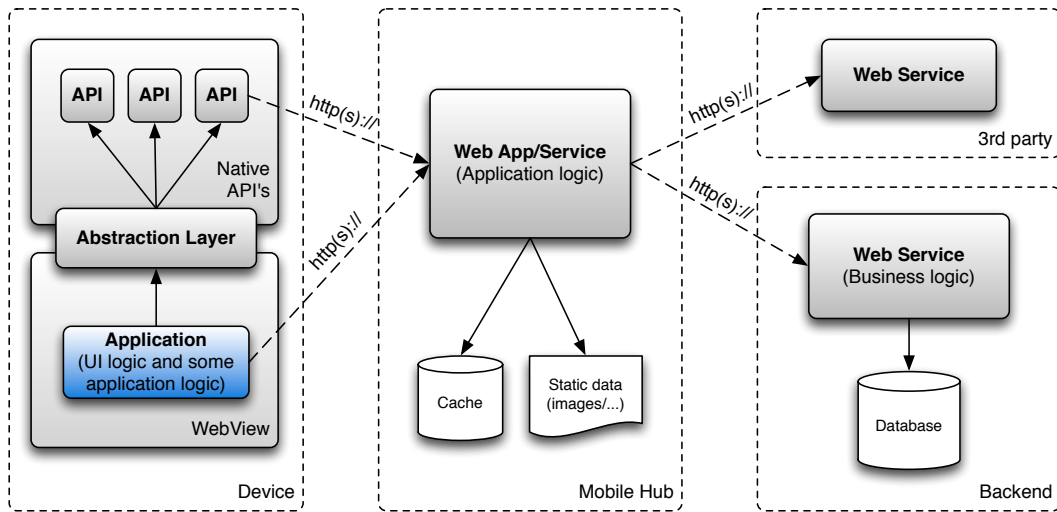 API
API
API
Native
API's
Abstraction Layer
Application
(UI logic and some
application logic)
WebView
Device
http(s)://
http(s)://
Web App/Service
(Application logic)
Cache
Static data
(images/...)
Mobile Hub
http(s)://
http(s)://
Web Service
3rd party
Web Service
(Business logic)
Database
Backend